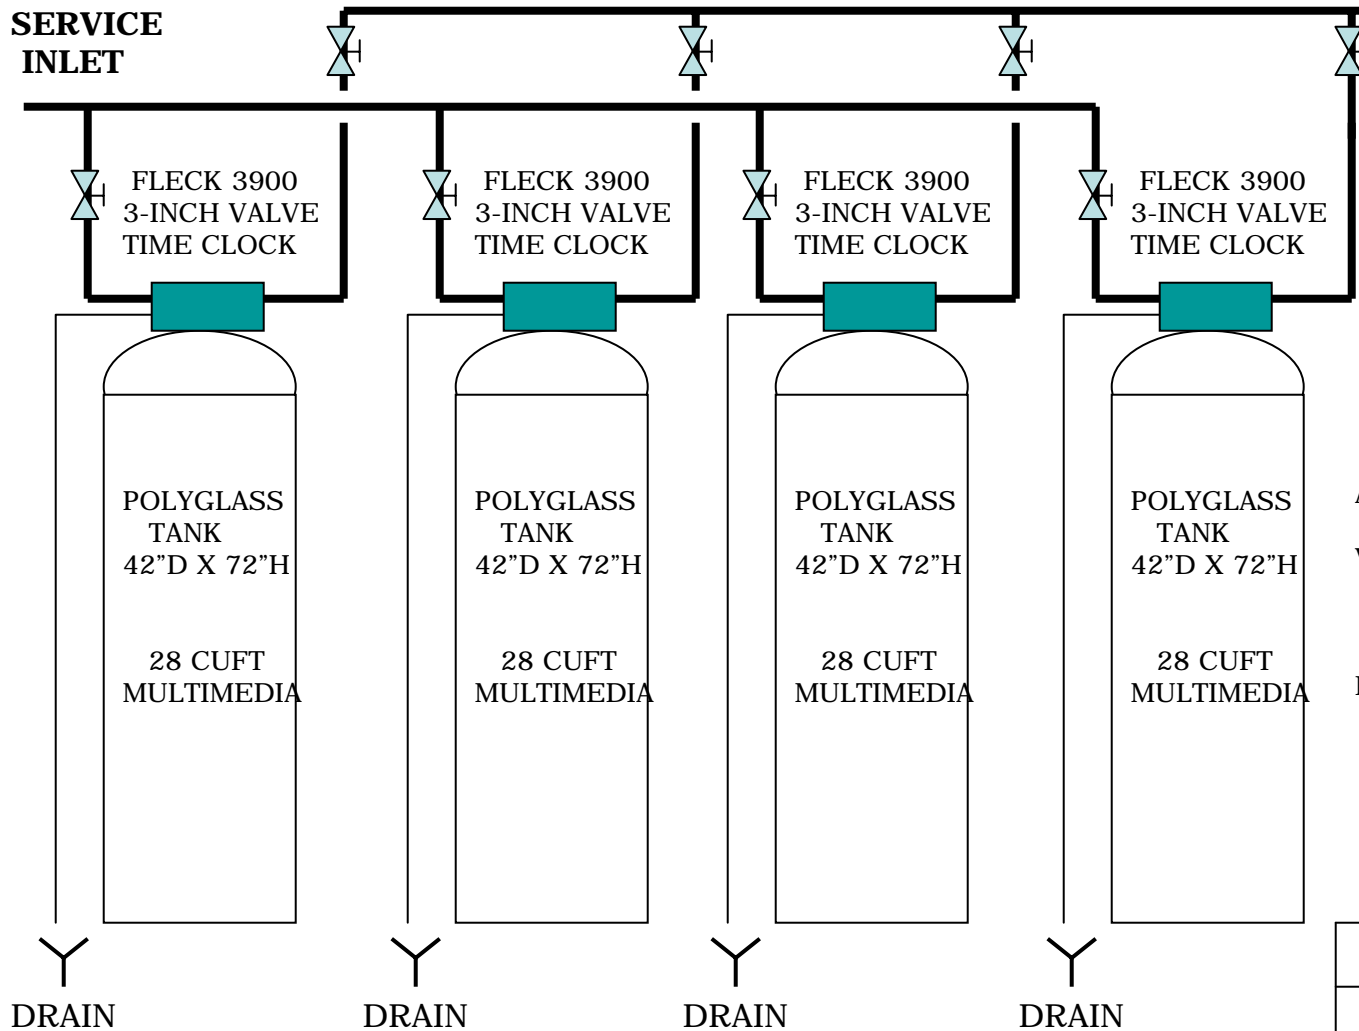 SERVICE
INLET
FLECK 3900
3-INCH VALVE
TIME CLOCK
FLECK 3900
3-INCH VALVE
TIME CLOCK
FLECK 3900
3-INCH VALVE
TIME CLOCK
FLECK 3900
3-INCH VALVE
TIME CLOCK
POLYGLASS
TANK
42”D X 72”H
28 CUFT
MULTIMEDIA
POLYGLASS
TANK
42”D X 72”H
28 CUFT
MULTIMEDIA
POLYGLASS
TANK
42”D X 72”H
28 CUFT
MULTIMEDIA
POLYGLASS
TANK
42”D X 72”H
28 CUFT
MULTIMEDIA
DRAIN
DRAIN
DRAIN
DRAIN